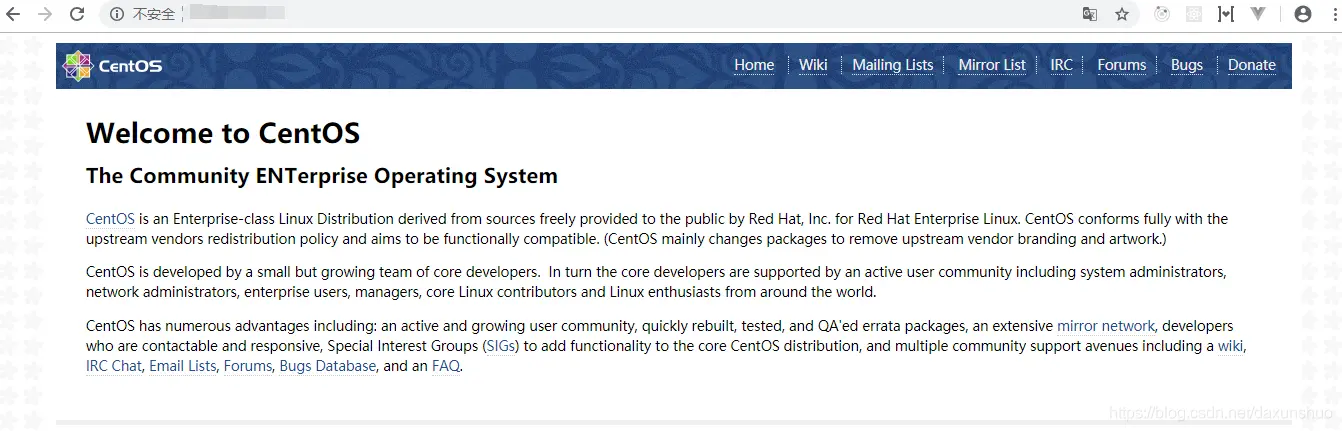 不安全
CentOS
Home Wiki Mailing Lists Mirror List IRC Forums Bugs Donate
Welcome to CentOS
The Community ENTerprise Operating System
CentOS is an Enterprise-class Linux Distribution derived from sources freely provided to the public by Red Hat, Inc. for Red Hat Enterprise Linux. CentOS conforms fully with the
upstream vendors redistribution policy and aims to be functionally compatible. (CentOS mainly changes packages to remove upstream vendor branding and artwork.)
CentOS is developed by a small but growing team of core developers.  In turn the core developers are supported by an active user community including system administrators,
network administrators, enterprise users, managers, core Linux contributors and Linux enthusiasts from around the world.
CentOS has numerous advantages including: an active and growing user community, quickly rebuilt, tested, and QA'ed errata packages, an extensive mirror network, developers
who are contactable and responsive, Special Interest Groups (SIGs) to add functionality to the core CentOS distribution, and multiple community support avenues including a wiki,
IRC Chat, Email Lists, Forums, Bugs Database, and an FAQ.
https://blog.csdn.net/daxunshuo